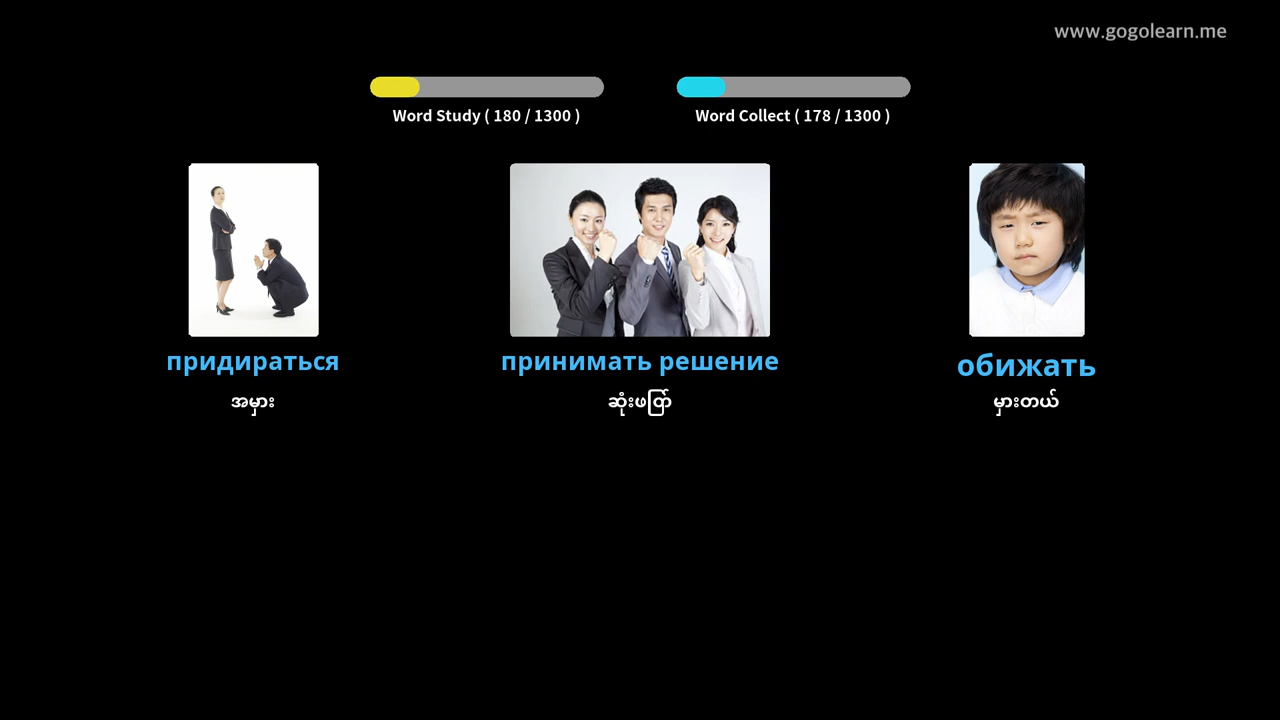 www.gogolearn.me
Word Study ( 180 / 1300 )
Word Collect ( 178 / 1300 )
придираться
принимать решение
обижать
အမှား
ဆုံးဖတြ်
မှားတယ်